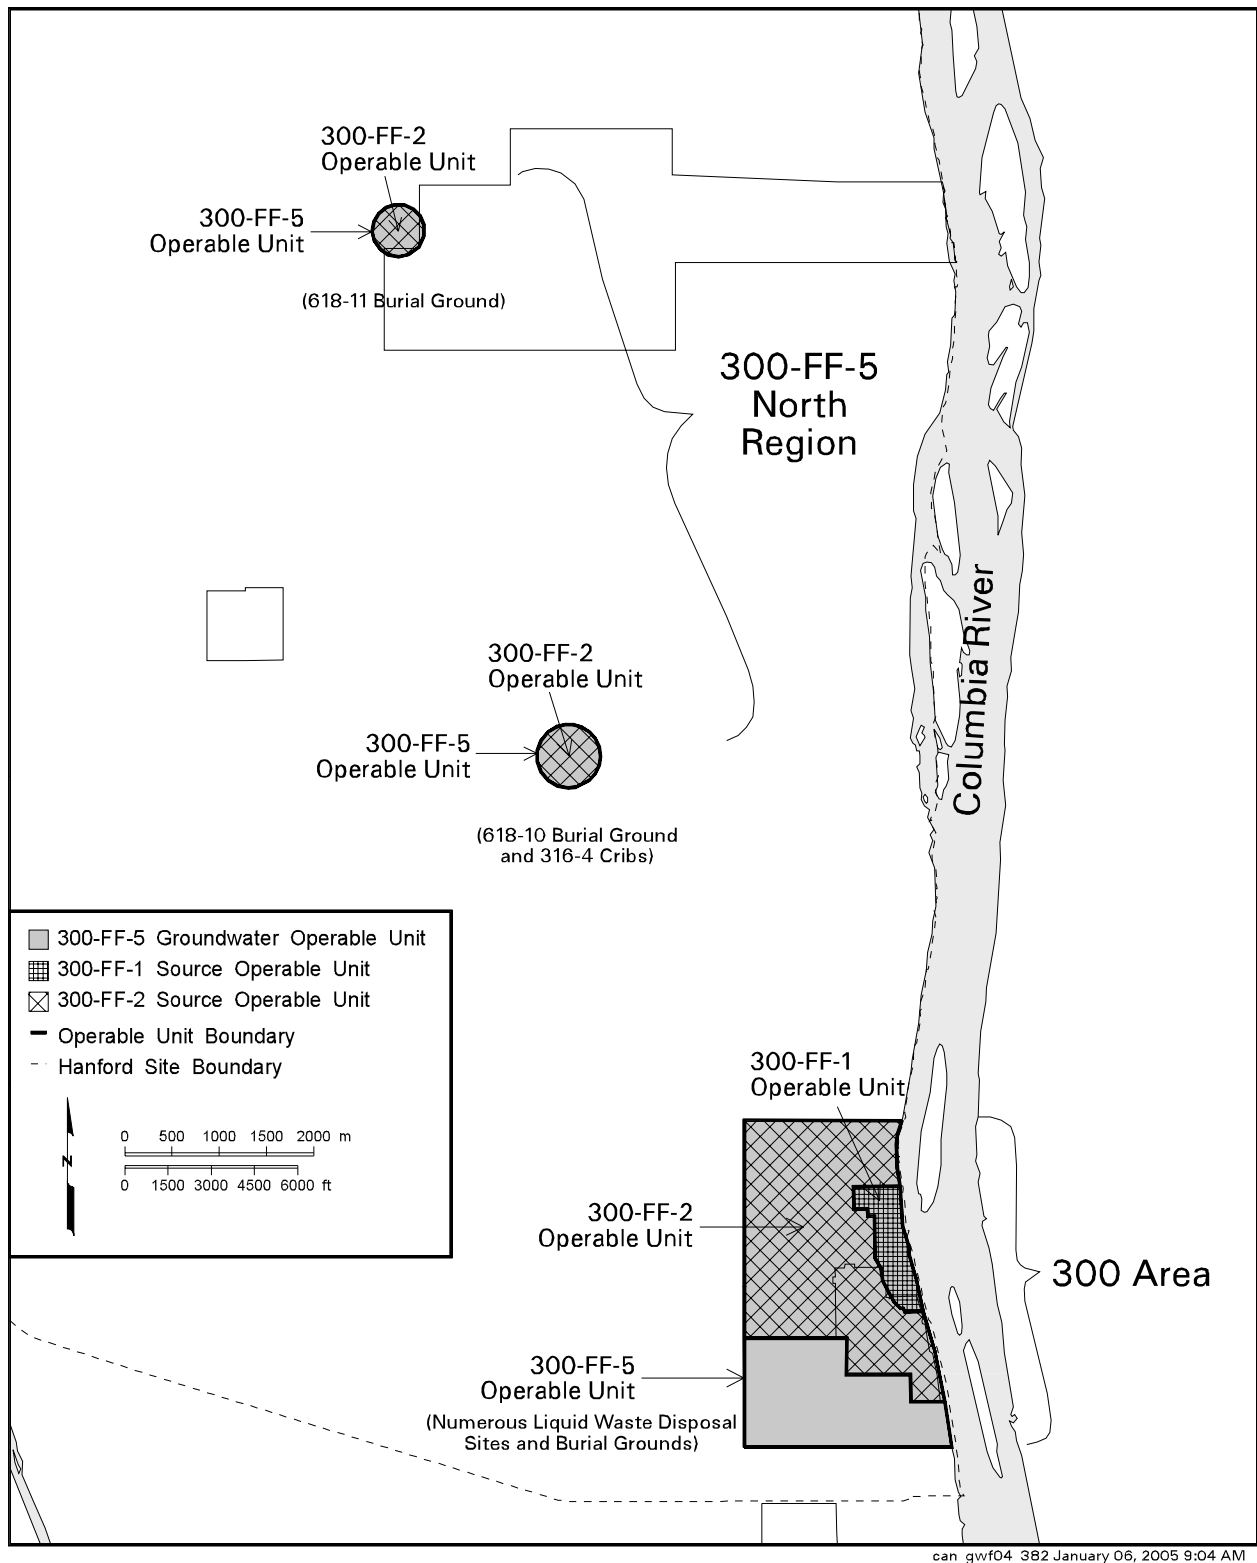 300-FF-2
Operable Unit
300-FF-5
Operable Unit
(618-11 Burial Ground)
300-FF-5
North
Region
Columbia River
300-FF-2
Operable Unit
300-FF-5
Operable Unit
(618-10 Burial Ground
and 316-4 Cribs)
300-FF-5 Groundwater Operable Unit
300-FF-1 Source Operable Unit
300-FF-2 Source Operable Unit
Operable Unit Boundary
Hanford Site Boundary
N
0 500 1000 1500 2000 m
0 1500 3000 4500 6000 ft
300-FF-1
Operable Unit
300-FF-2
Operable Unit
300 Area
300-FF-5
Operable Unit
(Numerous Liquid Waste Disposal
Sites and Burial Grounds)
can_gwf04_382 January 06, 2005 9:04 AM